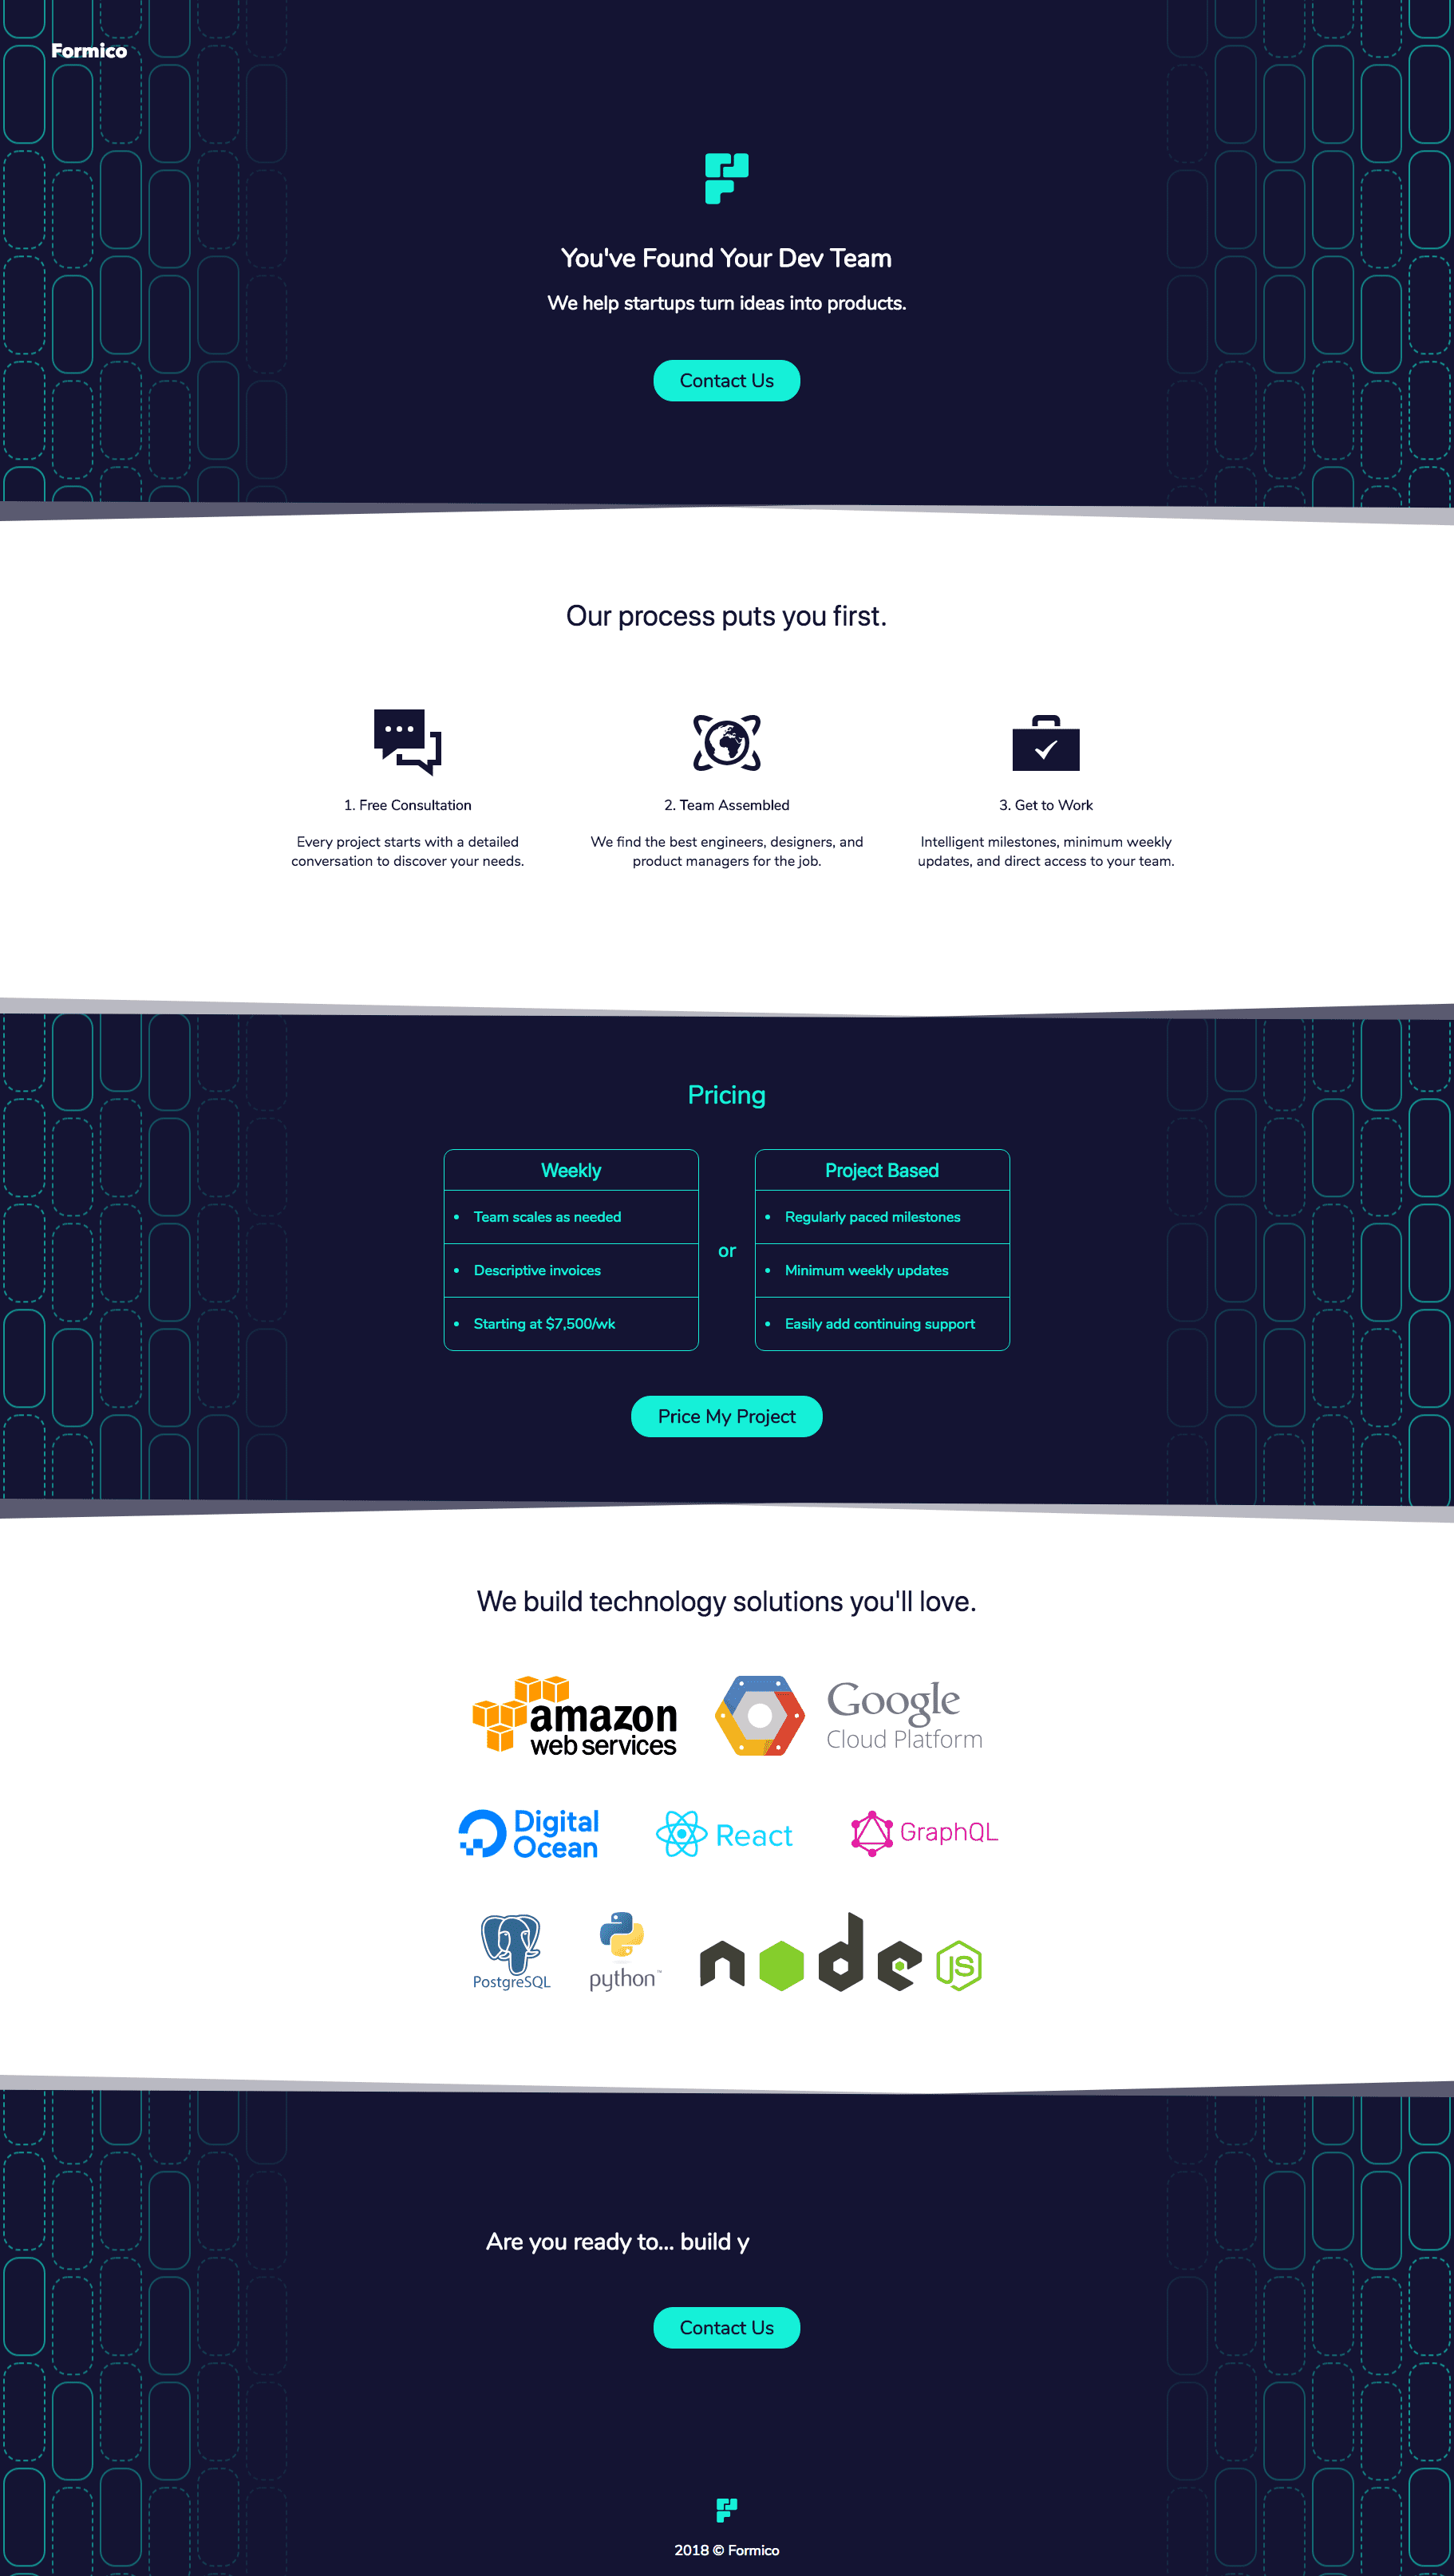 Formico
You've Found Your Dev Team
We help startups turn ideas into products.
Contact Us
Our process puts you first.
1. Free Consultation
Every project starts with a detailed
conversation to discover your needs.
2. Team Assembled
We find the best engineers, designers, and
product managers for the job.
3. Get to Work
Intelligent milestones, minimum weekly
updates, and direct access to your team.
Pricing
Weekly
• Team scales as needed
• Descriptive invoices
• Starting at $7,500/wk
or
Project Based
• Regularly paced milestones
• Minimum weekly updates
• Easily add continuing support
Price My Project
We build technology solutions you'll love.
amazon
web services
Google
Cloud Platform
Digital
Ocean
React
GraphQL
PostgreSQL
python™
node
JS
Are you ready to... build y
Contact Us
2018 © Formico